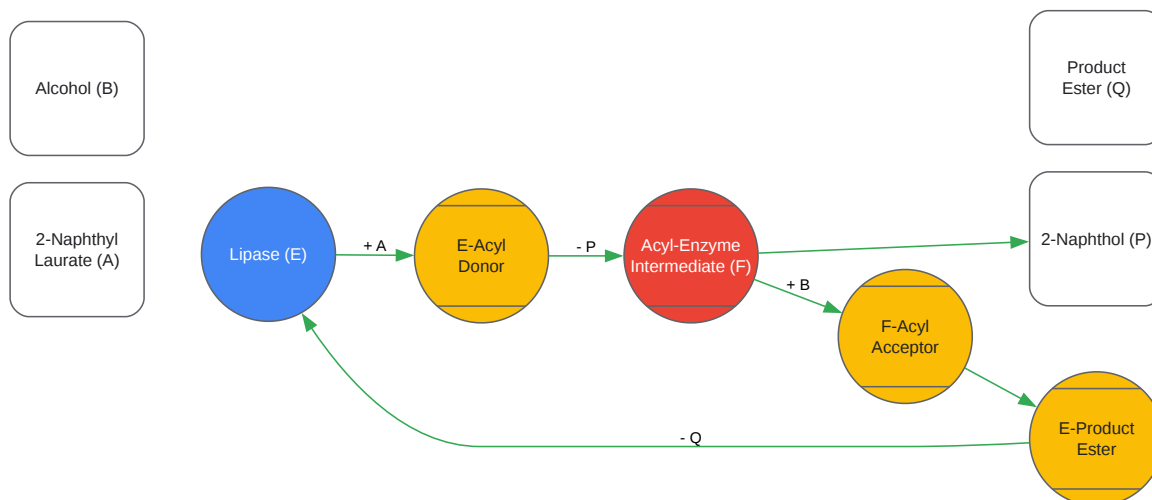 Alcohol (B)
Product
Ester (Q)
2-Naphthyl
Laurate (A)
Lipase (E)
+ A
E-Acyl
Donor
- P
Acyl-Enzyme
Intermediate (F)
2-Naphthol (P)
+ B
F-Acyl
Acceptor
E-Product
Ester
- Q